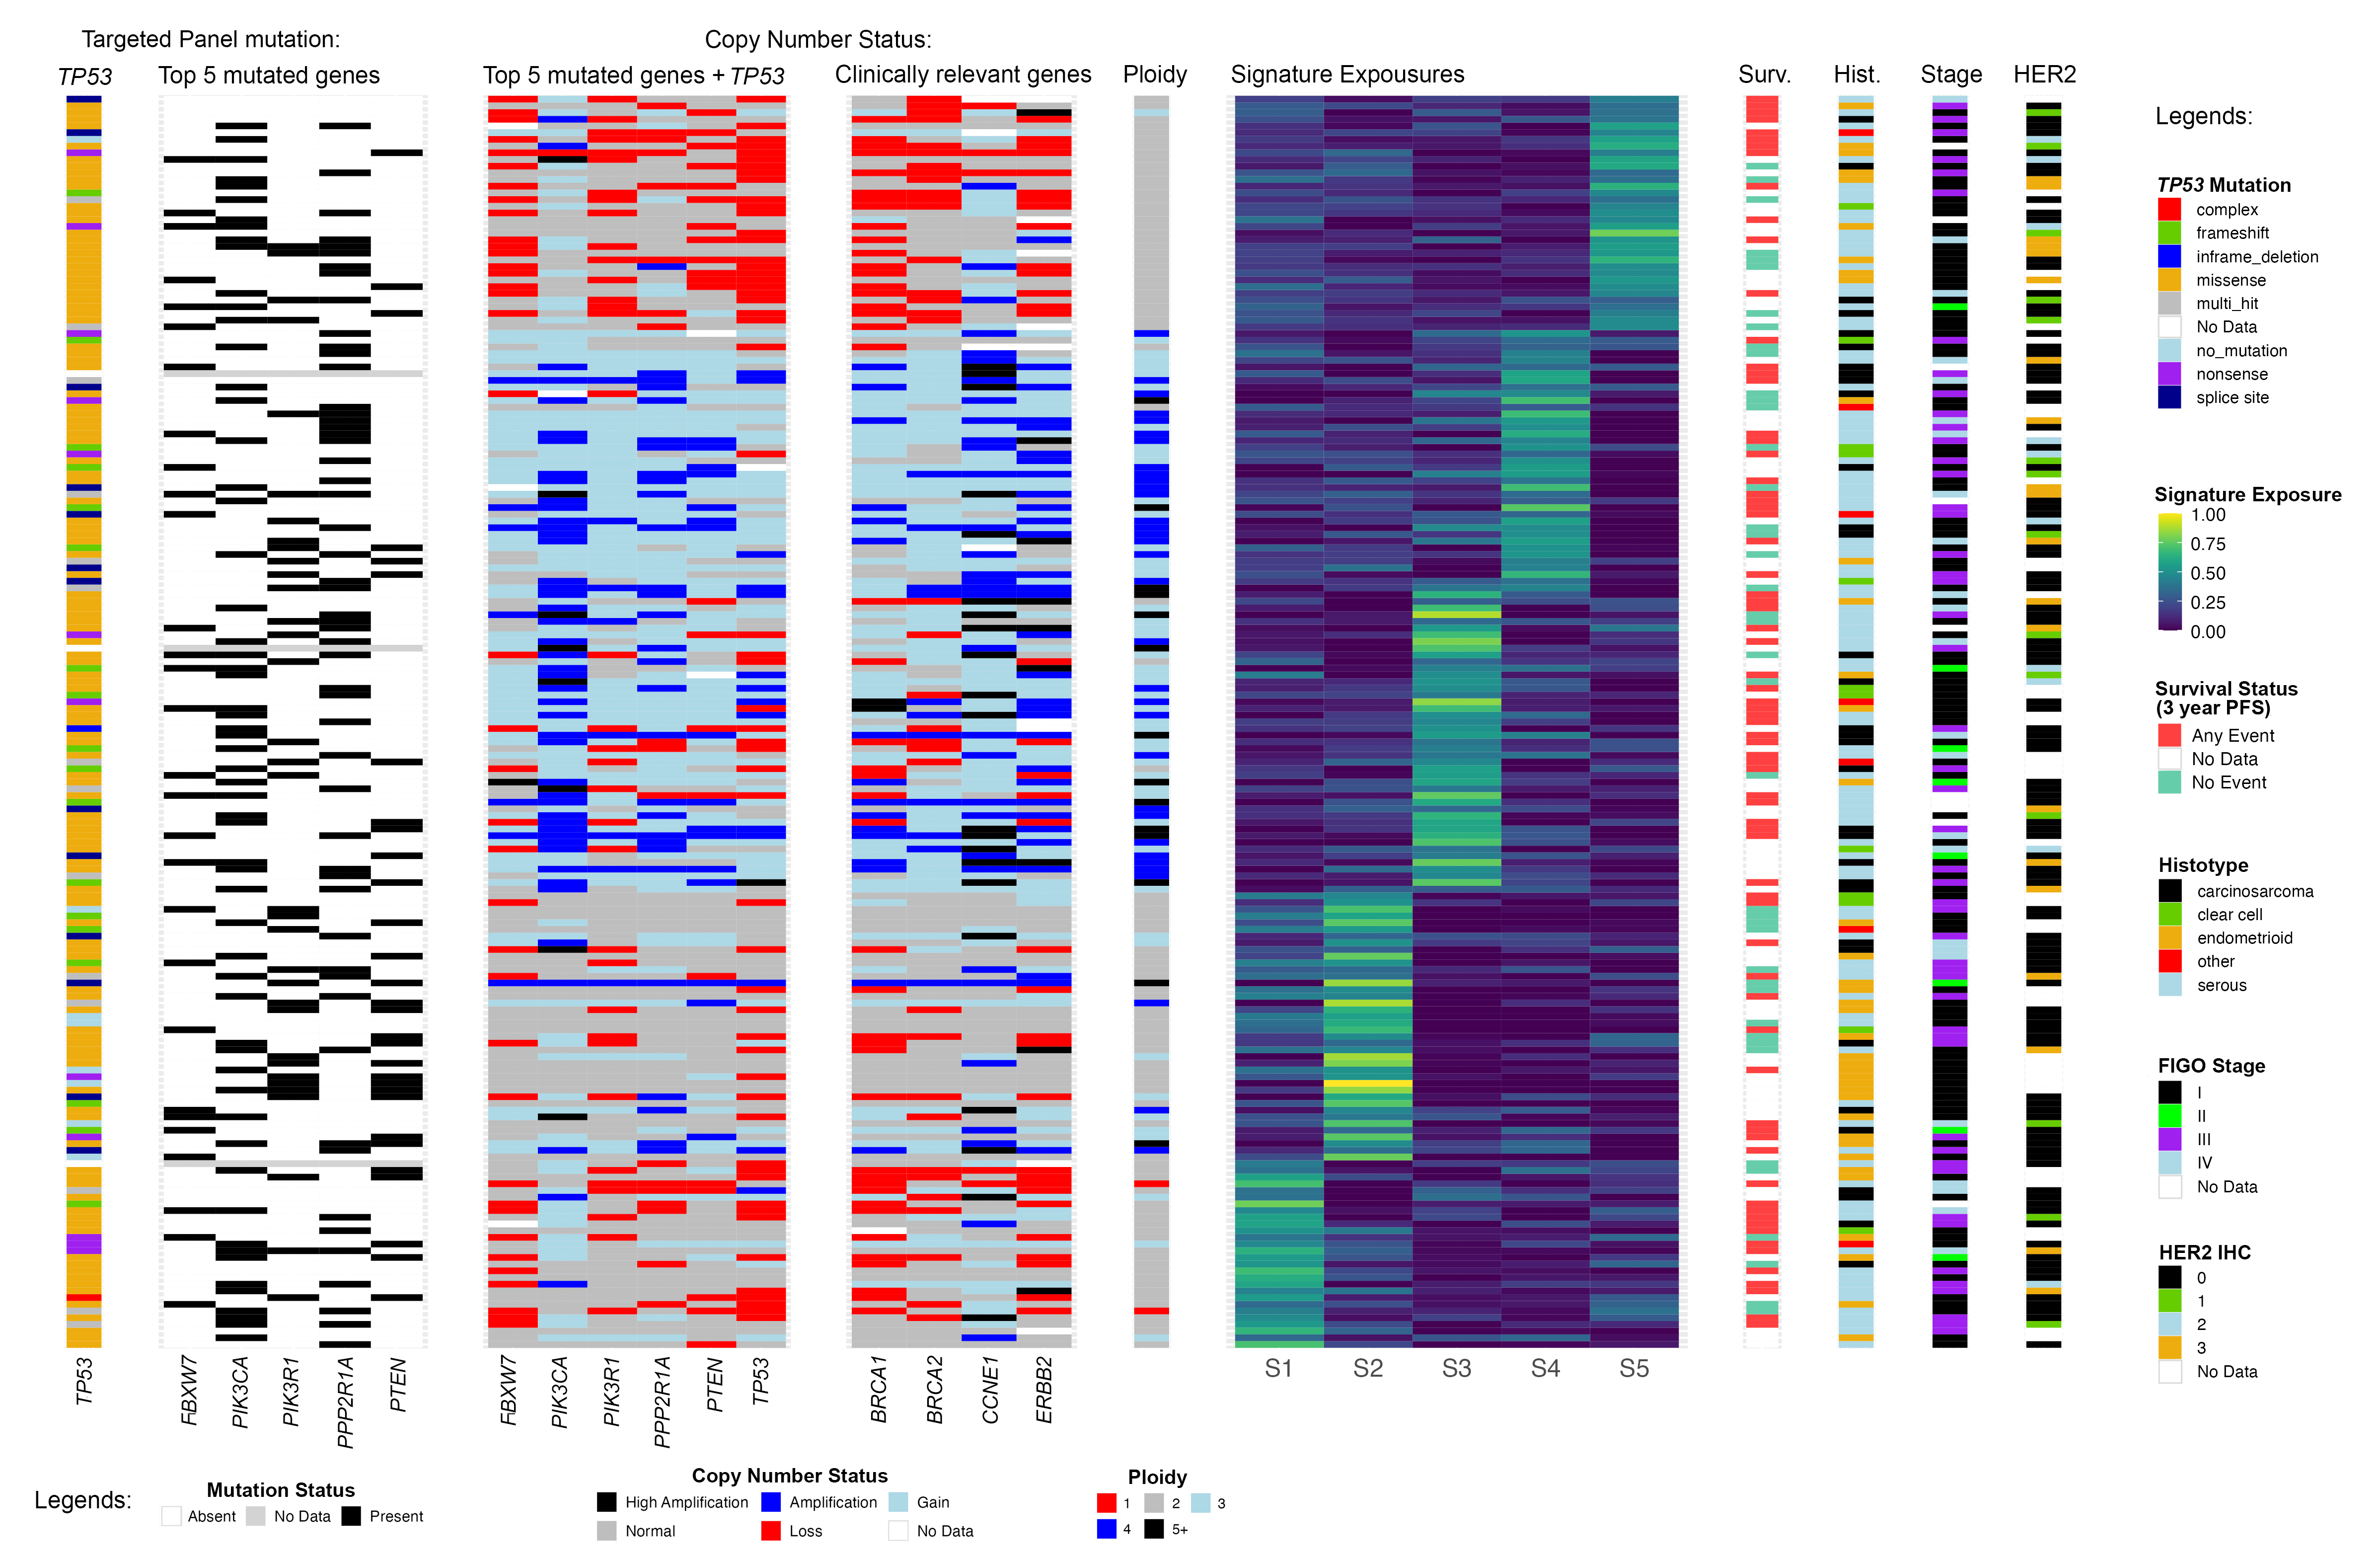 Targeted Panel mutation:
Copy Number Status:
TP53
Top 5 mutated genes
Top 5 mutated genes + TP53
Clinically relevant genes
Ploidy
Signature Expousures
Surv.
Hist.
Stage
HER2
Legends:
TP53 Mutation
complex
frameshift
inframe_deletion
missense
multi_hit
No Data
no_mutation
nonsense
splice site
Signature Exposure
1.00
0.75
0.50
0.25
0.00
Survival Status
(3 year PFS)
Any Event
No Data
No Event
Histotype
carcinosarcoma
clear cell
endometrioid
other
serous
FIGO Stage
I
II
III
IV
No Data
HER2 IHC
0
1
2
3
No Data
TP53
FBXW7
PIK3CA
PIK3R1
PPP2R1A
PTEN
FBXW7
PIK3CA
PIK3R1
PPP2R1A
PTEN
TP53
BRCA1
BRCA2
CCNE1
ERBB2
S1
S2
S3
S4
S5
Legends:
Mutation Status
Absent
No Data
Present
Copy Number Status
High Amplification
Amplification
Gain
Normal
Loss
No Data
Ploidy
1
2
3
4
5+